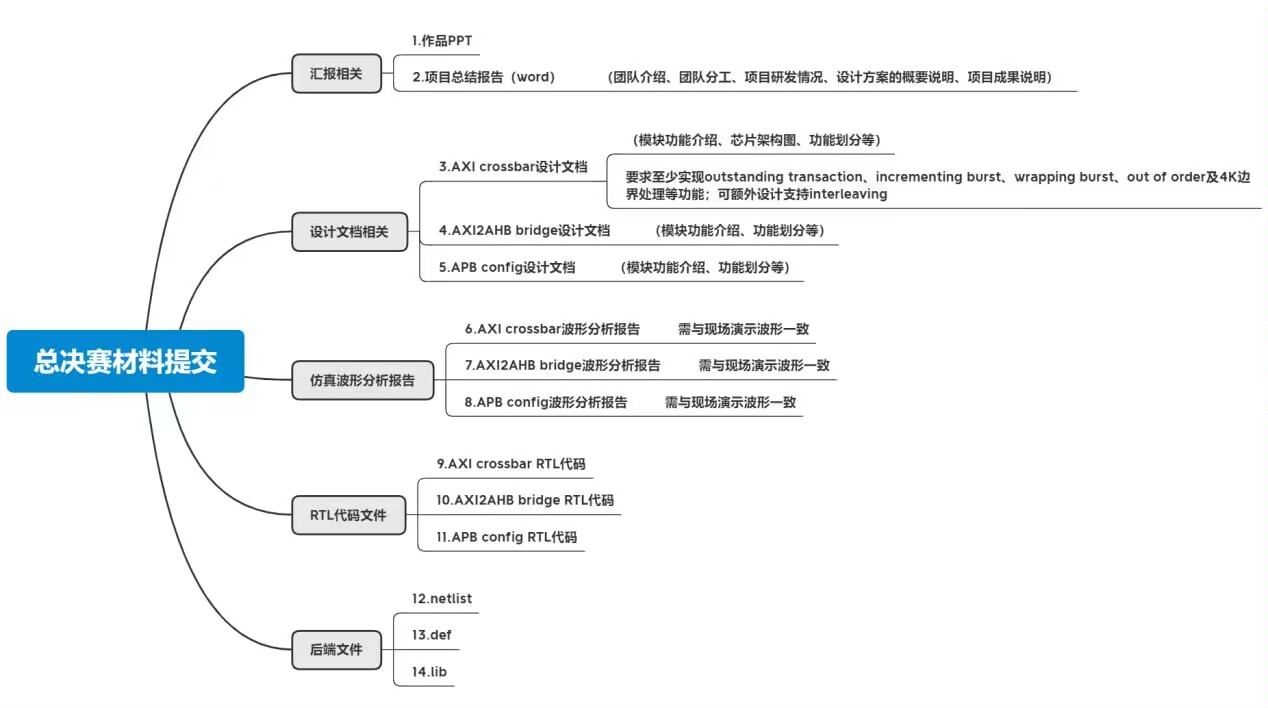 总决赛材料提交
汇报相关
1.作品PPT
2.项目总结报告（word） （团队介绍、团队分工、项目研发情况、设计方案的概要说明、项目成果说明）
设计文档相关
3.AXI crossbar设计文档
（模块功能介绍、芯片架构图、功能划分等）
要求至少实现outstanding transaction、incrementing burst、wrapping burst、out of order及4K边
界处理等功能；可额外设计支持interleaving
4.AXI2AHB bridge设计文档 （模块功能介绍、功能划分等）
5.APB config设计文档 （模块功能介绍、功能划分等）
仿真波形分析报告
6.AXI crossbar波形分析报告 需与现场演示波形一致
7.AXI2AHB bridge波形分析报告 需与现场演示波形一致
8.APB config波形分析报告 需与现场演示波形一致
RTL代码文件
9.AXI crossbar RTL代码
10.AXI2AHB bridge RTL代码
11.APB config RTL代码
后端文件
12.netlist
13.def
14.lib